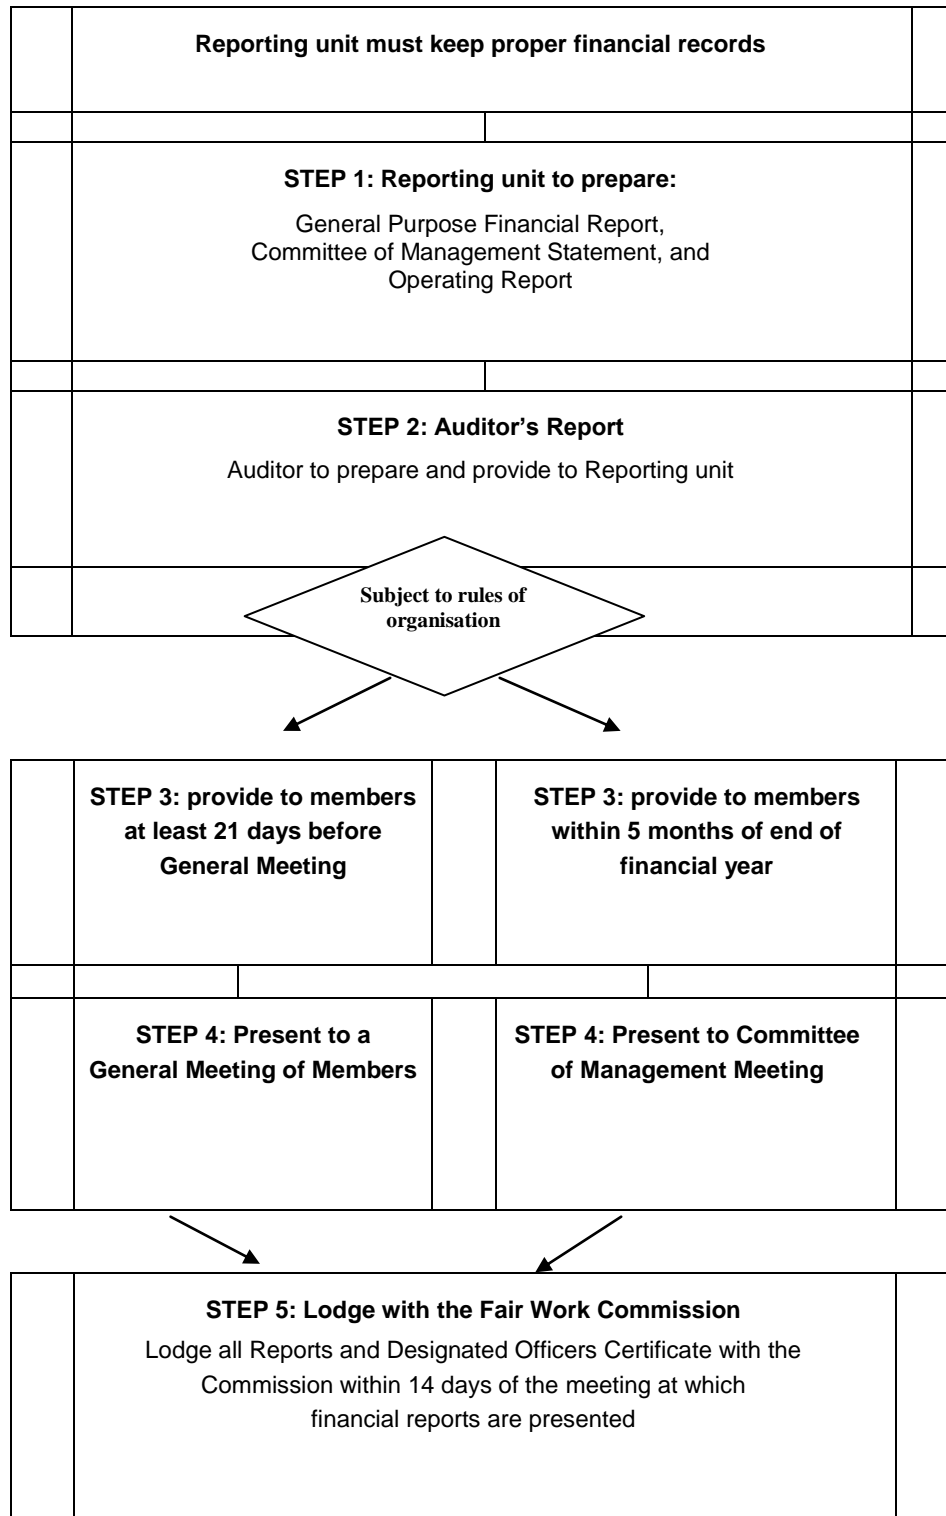 Reporting unit must keep proper financial records
STEP 1: Reporting unit to prepare:
General Purpose Financial Report,
Committee of Management Statement, and
Operating Report
STEP 2: Auditor’s Report
Auditor to prepare and provide to Reporting unit
Subject to rules of
organisation
STEP 3: provide to members
at least 21 days before
General Meeting
STEP 3: provide to members
within 5 months of end of
financial year
STEP 4: Present to a
General Meeting of Members
STEP 4: Present to Committee
of Management Meeting
STEP 5: Lodge with the Fair Work Commission
Lodge all Reports and Designated Officers Certificate with the
Commission within 14 days of the meeting at which
financial reports are presented